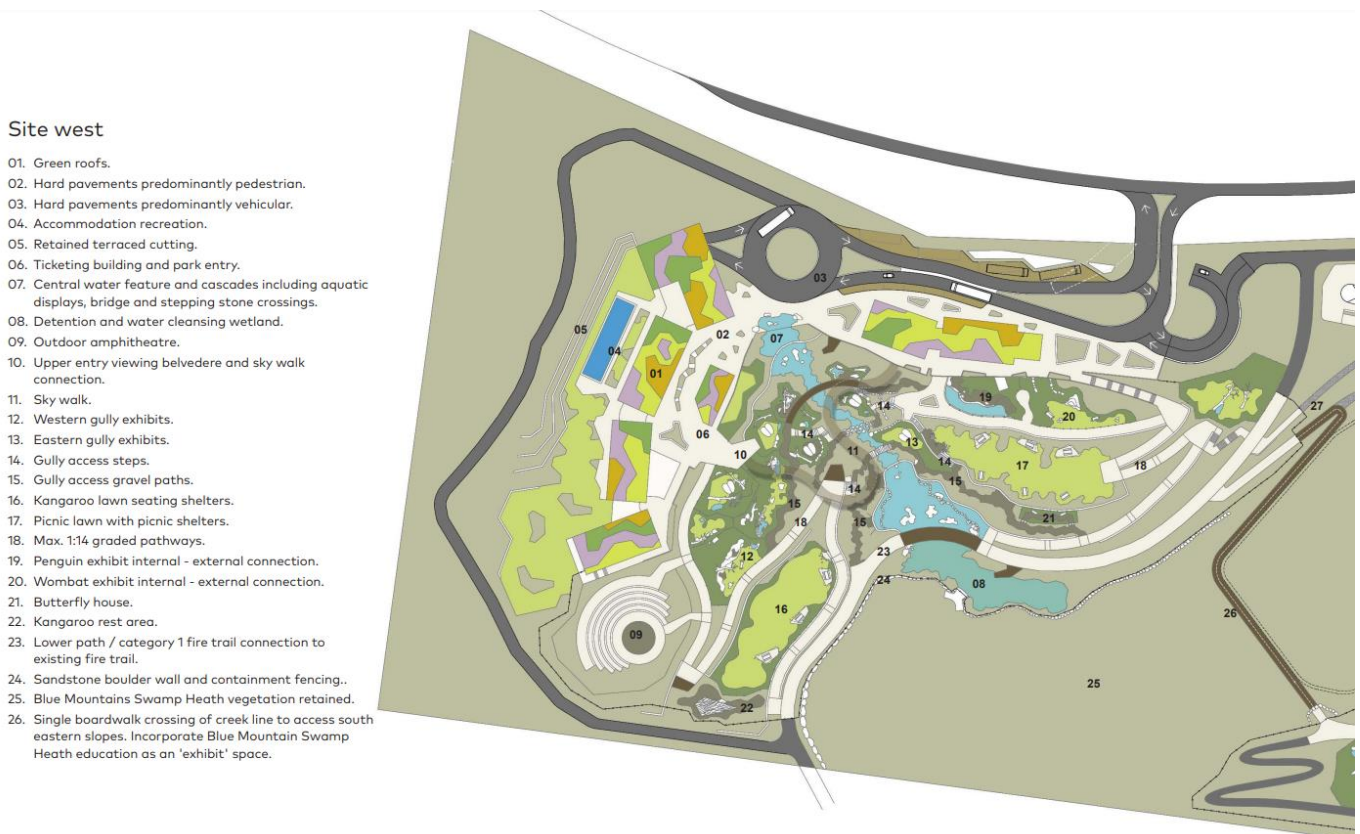 Site west
01. Green roofs.
02. Hard pavements predominantly pedestrian.
03. Hard pavements predominantly vehicular.
04. Accommodation recreation.
05. Retained terraced cutting.
06. Ticketing building and park entry.
07. Central water feature and cascades including aquatic
displays, bridge and stepping stone crossings.
08. Detention and water cleansing wetland.
09. Outdoor amphitheatre.
10. Upper entry viewing belvedere and sky walk
connection.
11. Sky walk.
12. Western gully exhibits.
13. Eastern gully exhibits.
14. Gully access steps.
15. Gully access gravel paths.
16. Kangaroo lawn seating shelters.
17. Picnic lawn with picnic shelters.
18. Max. 1:14 graded pathways.
19. Penguin exhibit internal - external connection.
20. Wombat exhibit internal - external connection.
21. Butterfly house.
22. Kangaroo rest area.
23. Lower path / category 1 fire trail connection to
existing fire trail.
24. Sandstone boulder wall and containment fencing..
25. Blue Mountains Swamp Heath vegetation retained.
26. Single boardwalk crossing of creek line to access south
eastern slopes. Incorporate Blue Mountain Swamp
Heath education as an 'exhibit' space.
03
05
02
07
04
01
19
14
20
27
06
14
13
10
11
14
17
18
15
14
15
18
15
21
23
12
24
08
16
26
09
25
22